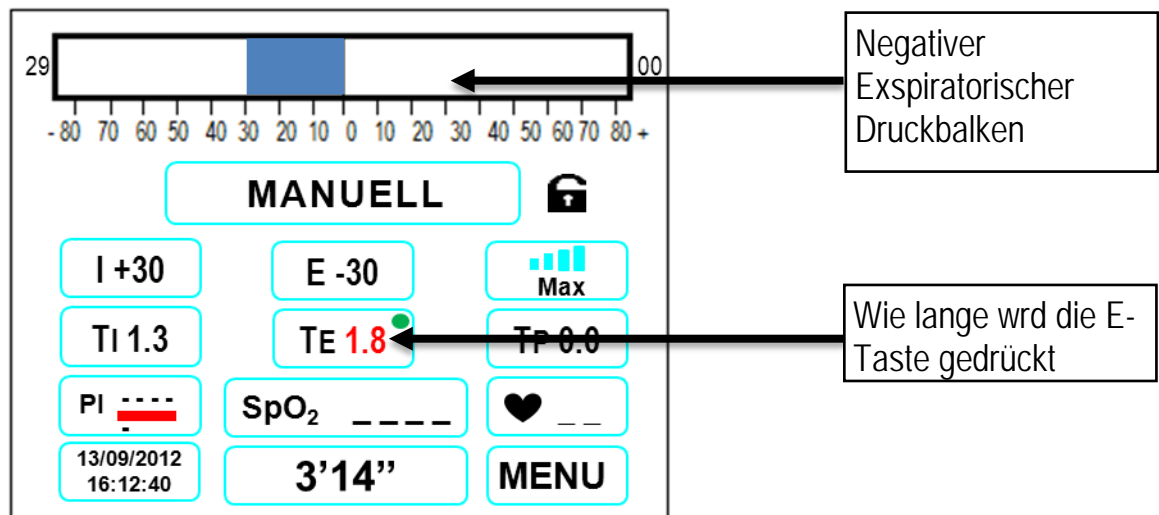 29
00
- 80 70 60 50 40 30 20 10 0 10 20 30 40 50 60 70 80 +
Negativer
Exspiratorischer
Druckbalken
MANUELL
I +30
E -30
Max
TI 1.3
TE 1.8
TP 0.0
Wie lange wrd die E-
Taste gedrückt
PI - - - -
-
SpO₂ _ _ _ _
♥ _ _
13/09/2012
16:12:40
3’14”
MENU